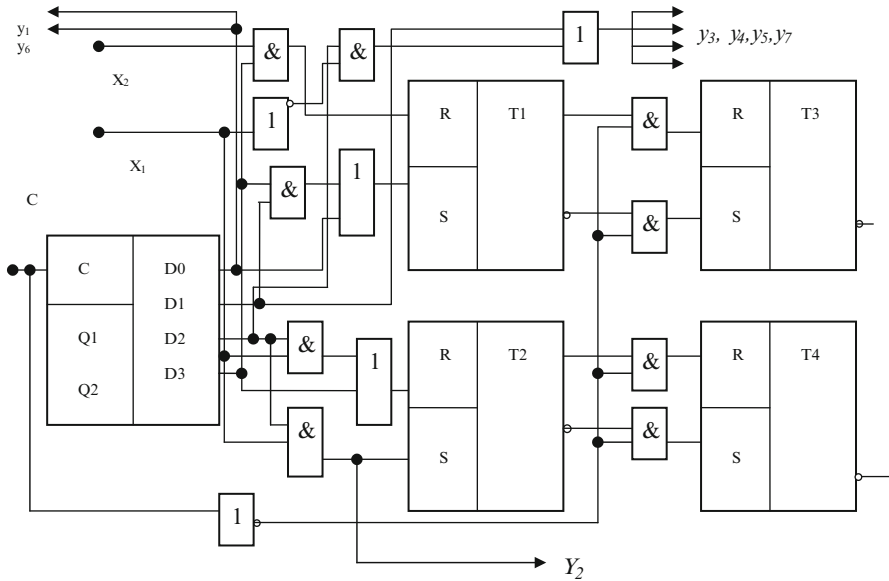 y1
y6
X2
X1
C
C
Q1
Q2
D0
D1
D2
D3
&
&
1
1
&
1
&
1
&
1
R
S
T1
R
S
T2
&
&
&
&
R
S
T3
R
S
T4
y3, y4,y5,y7
Y2